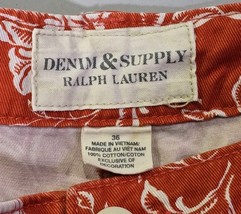 DENIM & SUPPLY
RALPH LAUREN
36
MADE IN VIETNAM/
FABRIQUE AU VIET NAM
100% COTTON/COTON
EXCLUSIVE OF
DECORATION